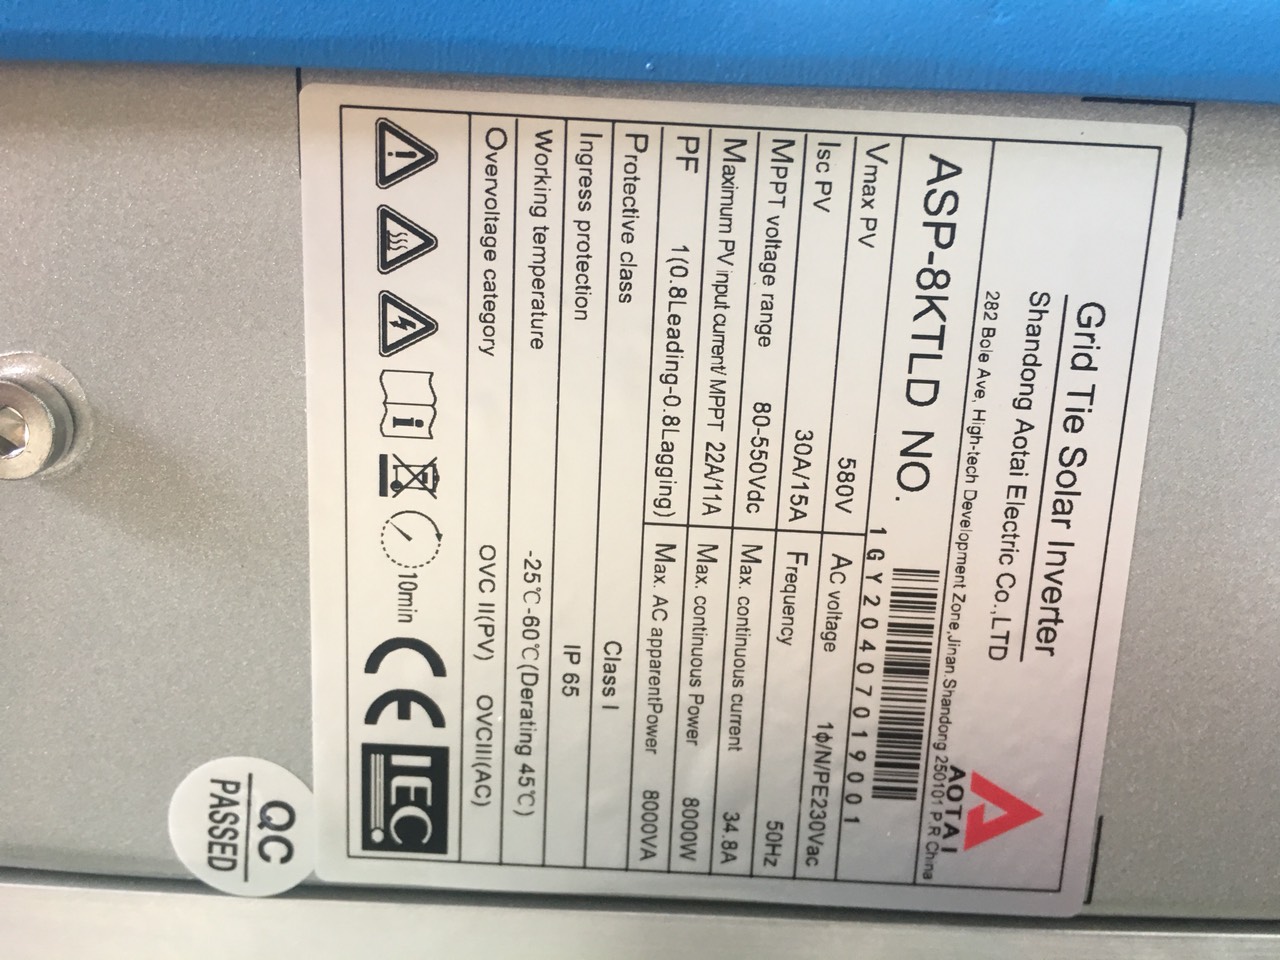 Grid Tie Solar Inverter
Shandong Aotai Electric Co.,LTD
282 Bole Ave, High-tech Development Zone,Jinan.Shandong 250101 P.R China
AOTAI
ASP-8KTLD NO.
1GY20407019001
Vmax PV 580V AC voltage 1ϕ/N/PE230Vac
Isc PV 30A/15A Frequency 50Hz
MPPT voltage range 80-550Vdc Max. continuous current 34.8A
Maximum PV input current/MPPT 22A/11A Max. continuous Power 8000W
PF 1(0.8Leading-0.8Lagging) Max. AC apparentPower 8000VA
Protective class Class I
Ingress protection IP 65
Working temperature -25℃-60℃(Derating 45℃)
Overvoltage category OVC II(PV) OVCIII(AC)
10min CE IEC
QC
PASSED